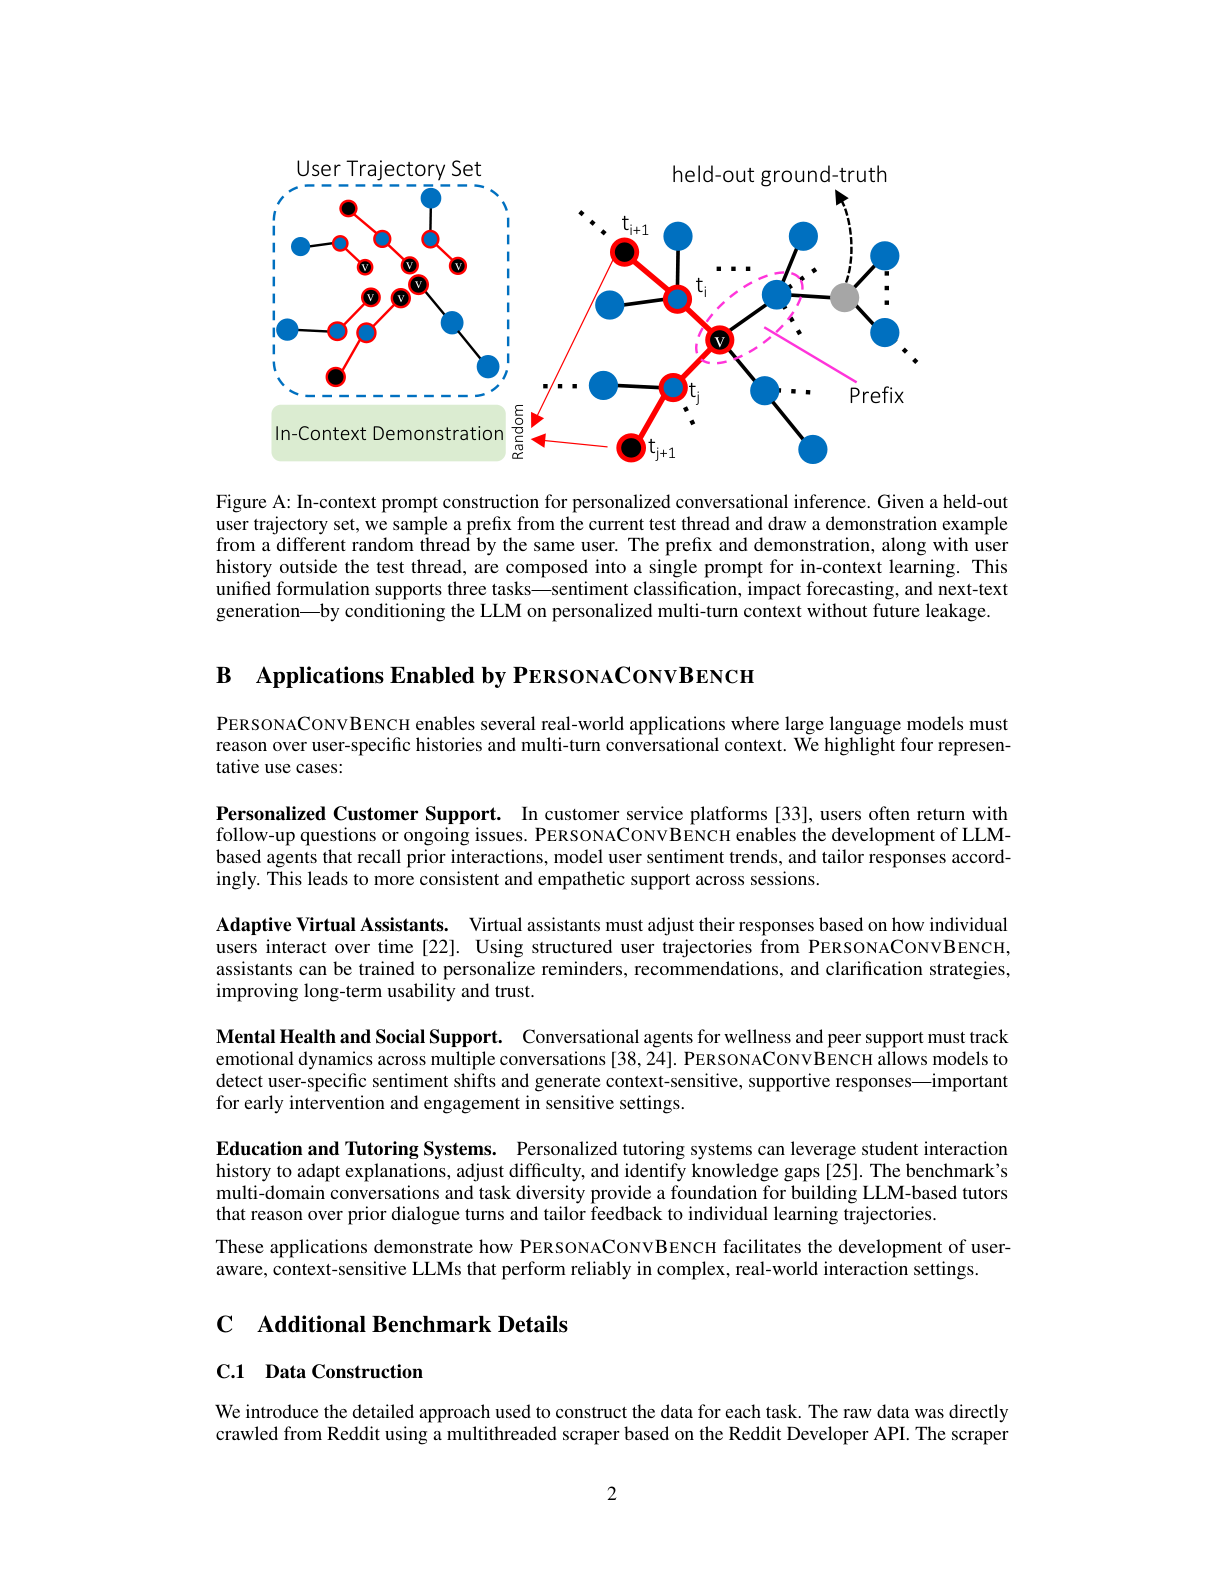 User Trajectory Set
held-out ground-truth
t_{i+1}
t_i
v
v
v
v
v
v
v
t_j
Prefix
In-Context Demonstration
Random
t_{j+1}
Figure A: In-context prompt construction for personalized conversational inference. Given a held-out
user trajectory set, we sample a prefix from the current test thread and draw a demonstration example
from a different random thread by the same user. The prefix and demonstration, along with user
history outside the test thread, are composed into a single prompt for in-context learning. This
unified formulation supports three tasks—sentiment classification, impact forecasting, and next-text
generation—by conditioning the LLM on personalized multi-turn context without future leakage.
B Applications Enabled by PERSONACONVBENCH
PERSONACONVBENCH enables several real-world applications where large language models must
reason over user-specific histories and multi-turn conversational context. We highlight four represen-
tative use cases:
Personalized Customer Support. In customer service platforms [33], users often return with
follow-up questions or ongoing issues. PERSONACONVBENCH enables the development of LLM-
based agents that recall prior interactions, model user sentiment trends, and tailor responses accord-
ingly. This leads to more consistent and empathetic support across sessions.
Adaptive Virtual Assistants. Virtual assistants must adjust their responses based on how individual
users interact over time [22]. Using structured user trajectories from PERSONACONVBENCH,
assistants can be trained to personalize reminders, recommendations, and clarification strategies,
improving long-term usability and trust.
Mental Health and Social Support. Conversational agents for wellness and peer support must track
emotional dynamics across multiple conversations [38, 24]. PERSONACONVBENCH allows models to
detect user-specific sentiment shifts and generate context-sensitive, supportive responses—important
for early intervention and engagement in sensitive settings.
Education and Tutoring Systems. Personalized tutoring systems can leverage student interaction
history to adapt explanations, adjust difficulty, and identify knowledge gaps [25]. The benchmark's
multi-domain conversations and task diversity provide a foundation for building LLM-based tutors
that reason over prior dialogue turns and tailor feedback to individual learning trajectories.
These applications demonstrate how PERSONACONVBENCH facilitates the development of user-
aware, context-sensitive LLMs that perform reliably in complex, real-world interaction settings.
C Additional Benchmark Details
C.1 Data Construction
We introduce the detailed approach used to construct the data for each task. The raw data was directly
crawled from Reddit using a multithreaded scraper based on the Reddit Developer API. The scraper
2